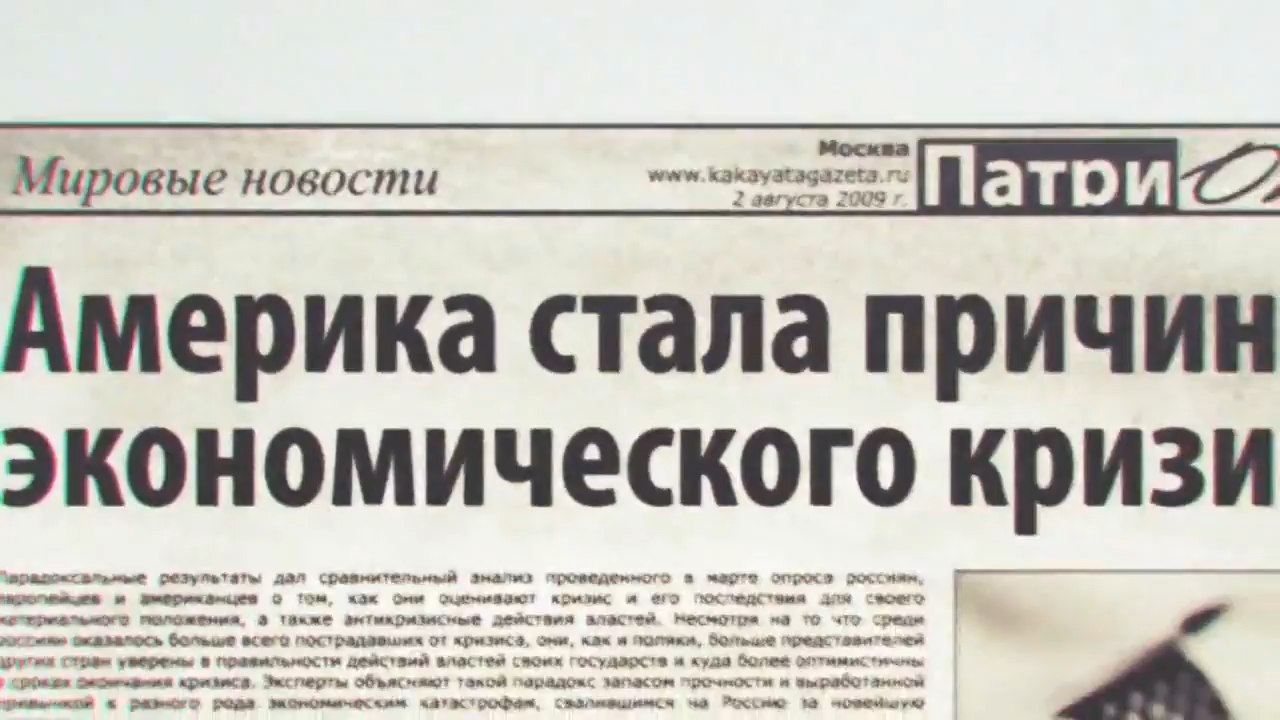 Мировые новости
Москва
www.kakayatagazeta.ru
2 августа 2009 г.
Патри
Америка стала причин
экономического кризи
Парадоксальные результаты дал сравнительный анализ проведенного в марте опроса россиян,
европейцев и американцев о том, как они оценивают кризис и его последствия для своего
материального положения, а также антикризисные действия властей. Несмотря на то что среди
россиян оказалось больше всего пострадавших от кризиса, они, как и поляки, больше представителей
других стран уверены в правильности действий властей своих государств и куда более оптимистичны
в сроках окончания кризиса. Эксперты объясняют такой парадокс запасом прочности и выработанной
привычкой к разного рода экономическим катастрофам, свалившимся на Россию за новейшую